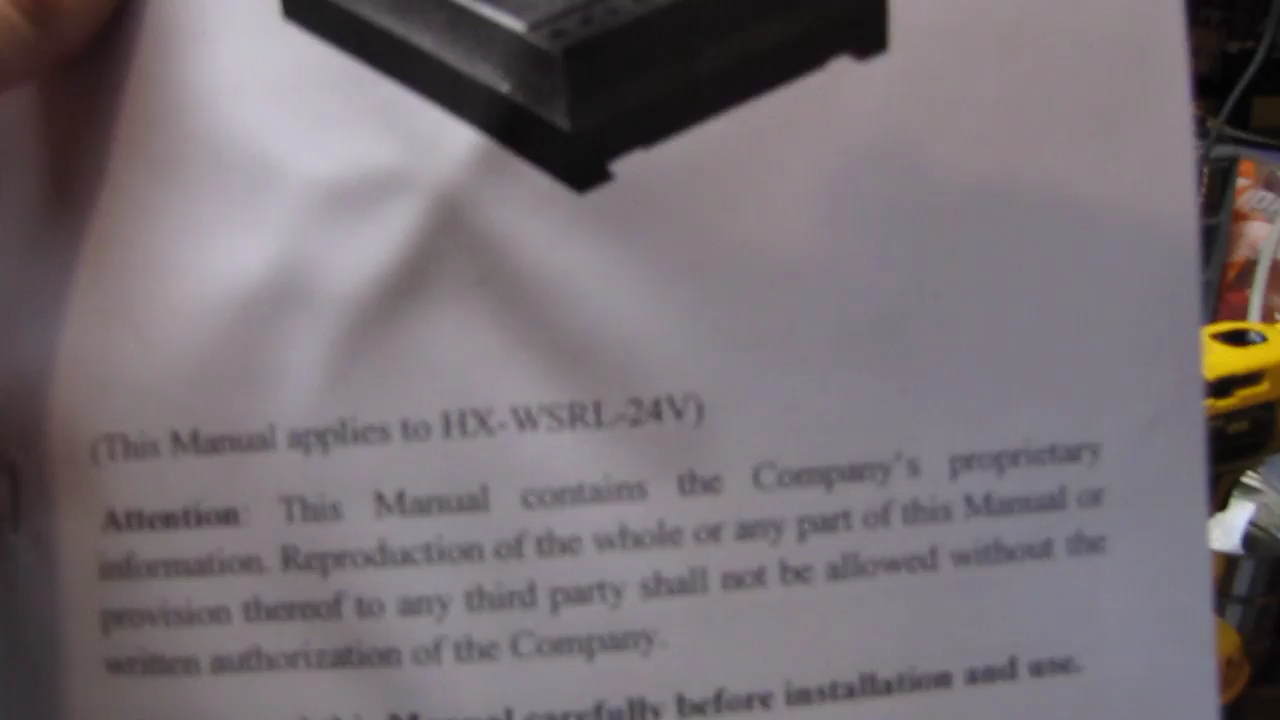 (This Manual applies to HX-WSRL-24V)
Attention: This Manual contains the Company's proprietary
information. Reproduction of the whole or any part of this Manual or
provision thereof to any third party shall not be allowed without the
written authorization of the Company.
Manual carefully before installation and use.